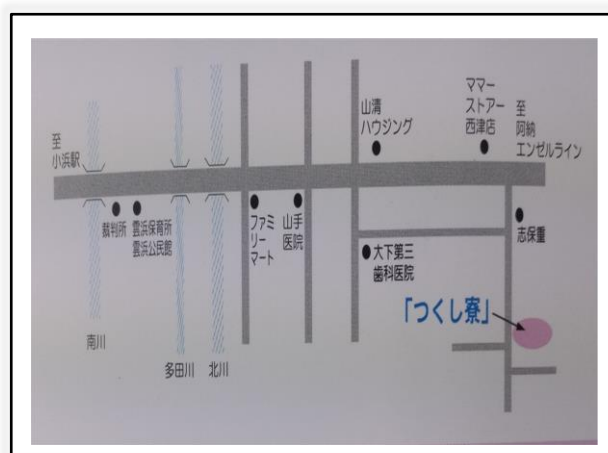 至
小浜駅
山清
ハウジング
ママー
ストアー
西津店
至
阿納
エンゼルライン
裁判所
雲浜保育所
雲浜公民館
ファミ
リー
マート
山手
医院
大下第三
歯科医院
志保重
「つくし寮」
南川
多田川
北川